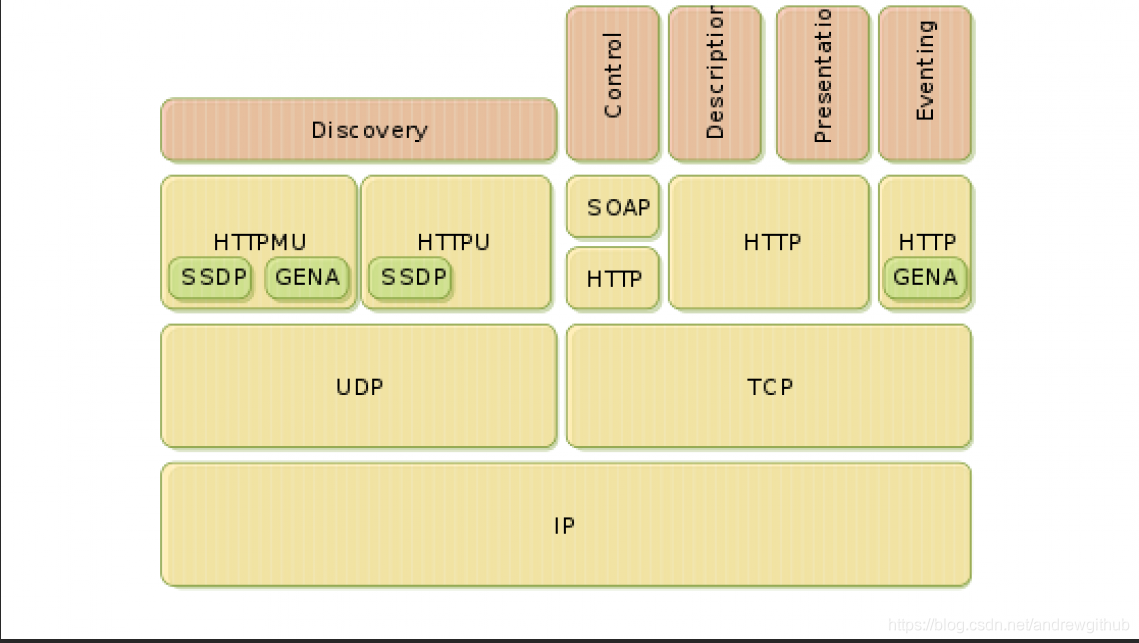 Control
Description
Presentatio
Eventing
Discovery
SOAP
HTTPMU
HTTPU
HTTP
HTTP
HTTP
SSDP
GENA
SSDP
GENA
UDP
TCP
IP
https://blog.csdn.net/andrewgithub